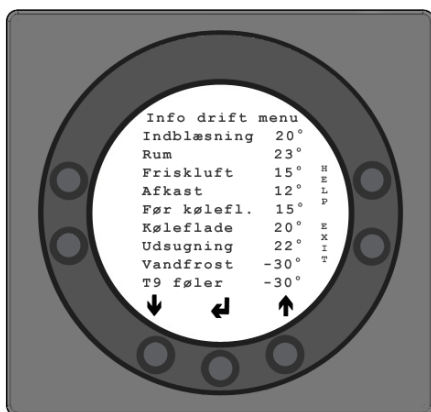 Info drift menu
Indblæsning 20°
Rum 23°
Friskluft 15°
Afkast 12°
Før kølefl. 15°
Køleflade 20°
Udsugning 22°
Vandfrost -30°
T9 føler -30°
HELP
EXIT